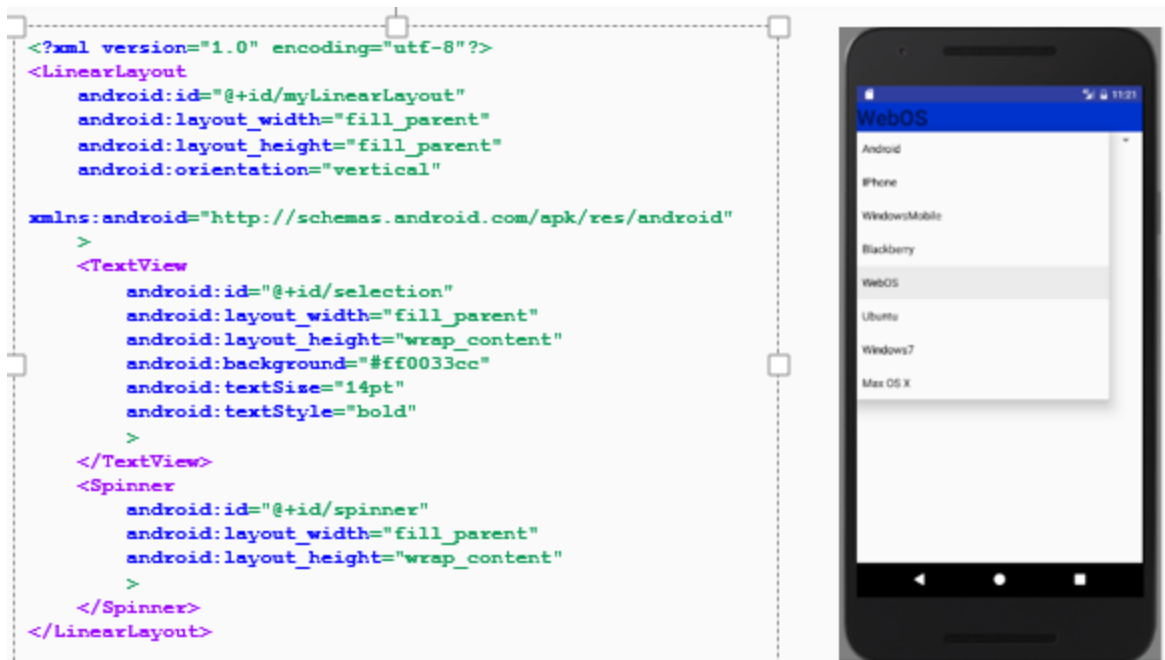 <?xml version="1.0" encoding="utf-8"?>
<LinearLayout
android:id="@+id/myLinearLayout"
android:layout_width="fill_parent"
android:layout_height="fill_parent"
android:orientation="vertical"
xmlns:android="http://schemas.android.com/apk/res/android"
>
<TextView
android:id="@+id/selection"
android:layout_width="fill_parent"
android:layout_height="wrap_content"
android:background="#ff0033cc"
android:textSize="14pt"
android:textStyle="bold"
>
</TextView>
<Spinner
android:id="@+id/spinner"
android:layout_width="fill_parent"
android:layout_height="wrap_content"
>
</Spinner>
</LinearLayout>
11:21
WebOS
Android
iPhone
WindowsMobile
Blackberry
WebOS
Ubuntu
Windows7
Max OS X